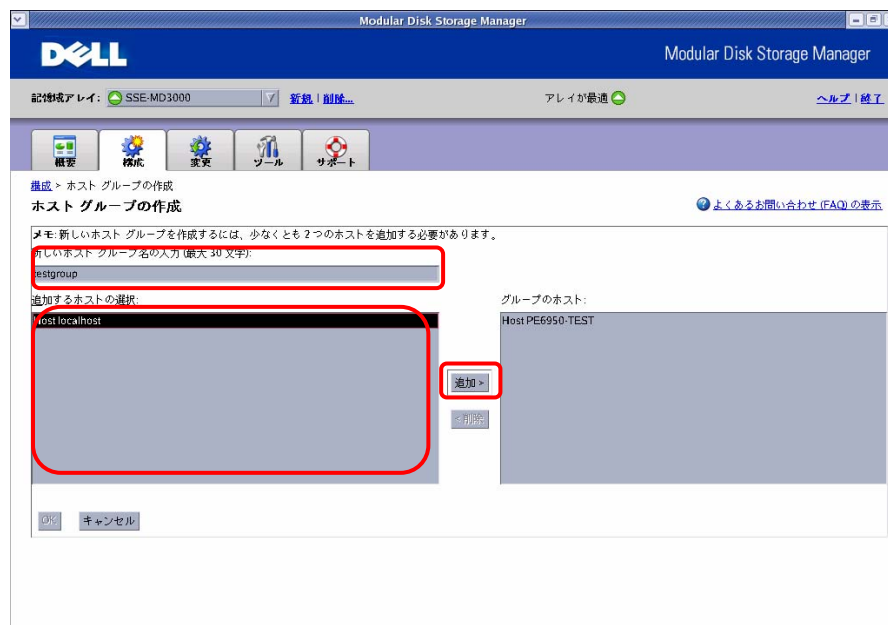 Modular Disk Storage Manager
DELL
Modular Disk Storage Manager
記憶域アレイ: SSE-MD3000 新規 | 削除...
アレイが最適
ヘルプ | 終了
概要
構成
変更
ツール
サポート
構成 > ホスト グループの作成
ホスト グループの作成
よくあるお問い合わせ (FAQ) の表示
メモ:新しいホスト グループを作成するには、少なくとも 2 つのホストを追加する必要があります。
新しいホスト グループ名の入力 (最大 30 文字):
testgroup
追加するホストの選択:
グループのホスト:
Host localhost
Host PE6950-TEST
追加 >
< 削除
OK
キャンセル